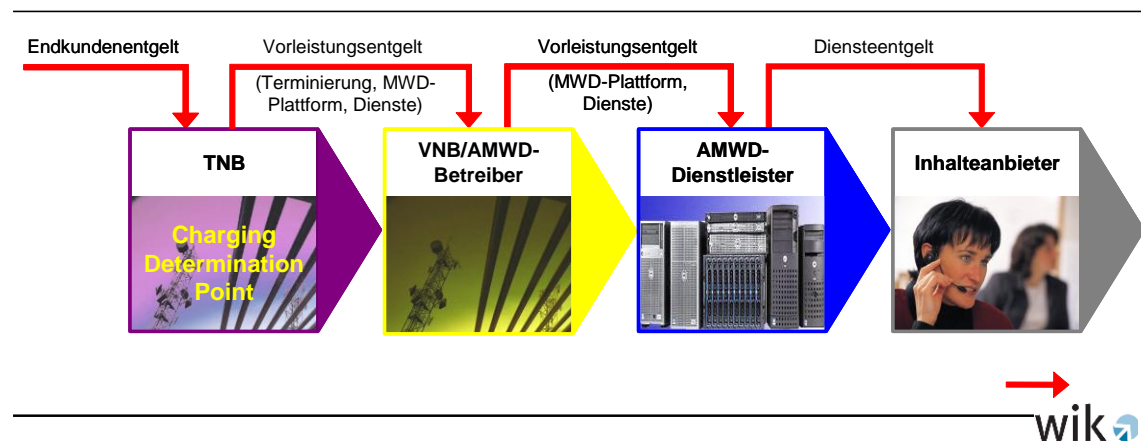 Endkundenentgelt
Vorleistungsentgelt
(Terminierung, MWD-
Plattform, Dienste)
Vorleistungsentgelt
(MWD-Plattform,
Dienste)
Diensteentgelt
TNB
Charging
Determination
Point
VNB/AMWD-
Betreiber
AMWD-
Dienstleister
Inhalteanbieter
wik